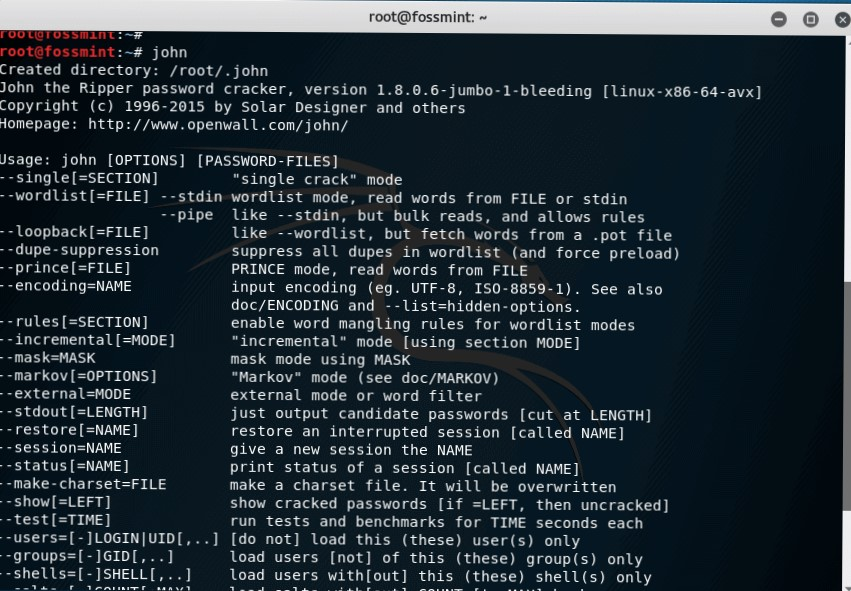 root@fossmint: ~
root@fossmint:~#
root@fossmint:~# john
Created directory: /root/.john
John the Ripper password cracker, version 1.8.0.6-jumbo-1-bleeding [linux-x86-64-avx]
Copyright (c) 1996-2015 by Solar Designer and others
Homepage: http://www.openwall.com/john/
Usage: john [OPTIONS] [PASSWORD-FILES]
--single[=SECTION] "single crack" mode
--wordlist[=FILE] --stdin wordlist mode, read words from FILE or stdin
--pipe like --stdin, but bulk reads, and allows rules
--loopback[=FILE] like --wordlist, but fetch words from a .pot file
--dupe-suppression suppress all dupes in wordlist (and force preload)
--prince[=FILE] PRINCE mode, read words from FILE
--encoding=NAME input encoding (eg. UTF-8, ISO-8859-1). See also
doc/ENCODING and --list=hidden-options.
--rules[=SECTION] enable word mangling rules for wordlist modes
--incremental[=MODE] "incremental" mode [using section MODE]
--mask=MASK mask mode using MASK
--markov[=OPTIONS] "Markov" mode (see doc/MARKOV)
--external=MODE external mode or word filter
--stdout[=LENGTH] just output candidate passwords [cut at LENGTH]
--restore[=NAME] restore an interrupted session [called NAME]
--session=NAME give a new session the NAME
--status[=NAME] print status of a session [called NAME]
--make-charset=FILE make a charset file. It will be overwritten
--show[=LEFT] show cracked passwords [if =LEFT, then uncracked]
--test[=TIME] run tests and benchmarks for TIME seconds each
--users=[-]LOGIN|UID[,..] [do not] load this (these) user(s) only
--groups=[-]GID[,..] load users [not] of this (these) group(s) only
--shells=[-]SHELL[,..] load users with[out] this (these) shell(s) only